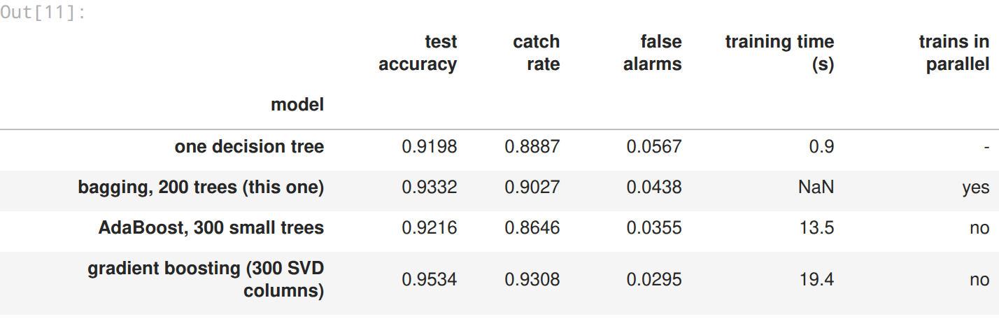 Out[11]:
test accuracy catch rate false alarms training time (s) trains in parallel
model
one decision tree 0.9198 0.8887 0.0567 0.9 -
bagging, 200 trees (this one) 0.9332 0.9027 0.0438 NaN yes
AdaBoost, 300 small trees 0.9216 0.8646 0.0355 13.5 no
gradient boosting (300 SVD columns) 0.9534 0.9308 0.0295 19.4 no